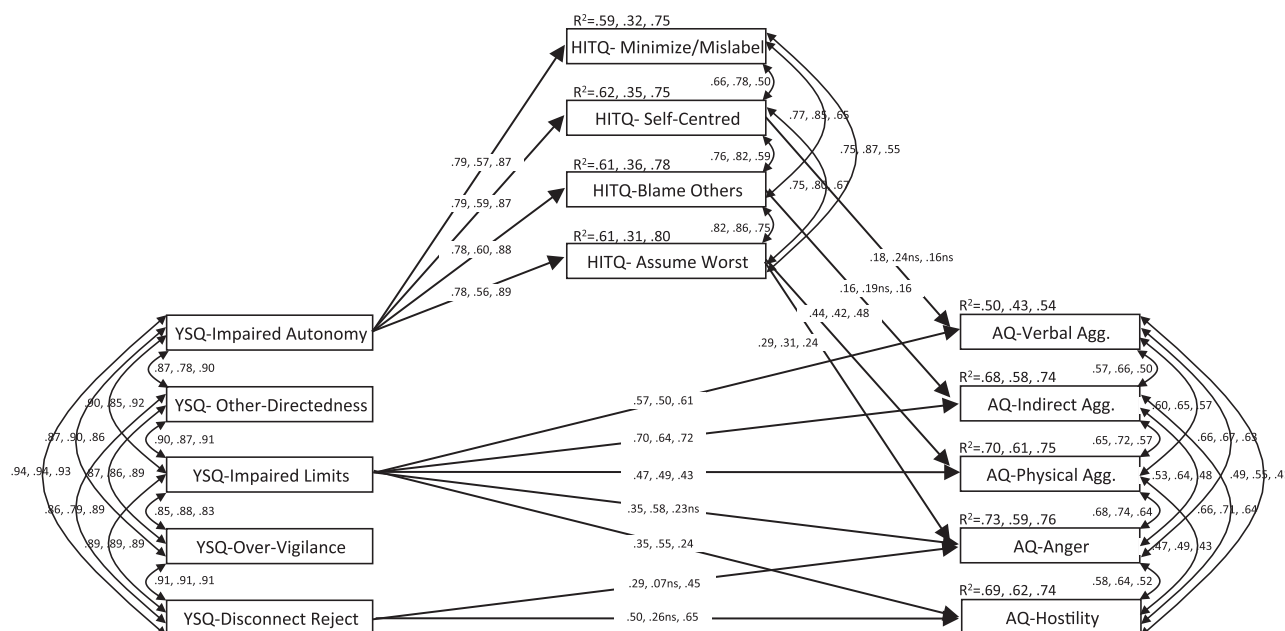 R²=.59, .32, .75
HITQ- Minimize/Mislabel
.66, .78, .50
R²=.62, .35, .75
HITQ- Self-Centred
.77, .85, .65
.75, .87, .55
.76, .82, .59
.79, .57, .87
R²=.61, .36, .78
HITQ-Blame Others
.75, .80, .67
.79, .59, .87
.82, .86, .75
R²=.61, .31, .80
HITQ- Assume Worst
.78, .60, .88
.78, .56, .89
.18, .24ns, .16ns
.16, .19ns, .16
.44, .42, .48
.29, .31, .24
YSQ-Impaired Autonomy
.87, .78, .90
YSQ- Other-Directedness
.90, .85, .92
.90, .87, .91
.87, .90, .86
YSQ-Impaired Limits
.94, .94, .93
.87, .86, .89
.85, .88, .83
.86, .79, .89
YSQ-Over-Vigilance
.89, .89, .89
.91, .91, .91
YSQ-Disconnect Reject
.57, .50, .61
.70, .64, .72
.47, .49, .43
.35, .58, .23ns
.35, .55, .24
.29, .07ns, .45
.50, .26ns, .65
R²=.50, .43, .54
AQ-Verbal Agg.
.57, .66, .50
R²=.68, .58, .74
AQ-Indirect Agg.
.60, .65, .57
.65, .72, .57
.66, .67, .63
R²=.70, .61, .75
AQ-Physical Agg.
.53, .64, .48
.49, .55, .4
.68, .74, .64
.66, .71, .64
R²=.73, .59, .76
AQ-Anger
.47, .49, .43
.58, .64, .52
R²=.69, .62, .74
AQ-Hostility